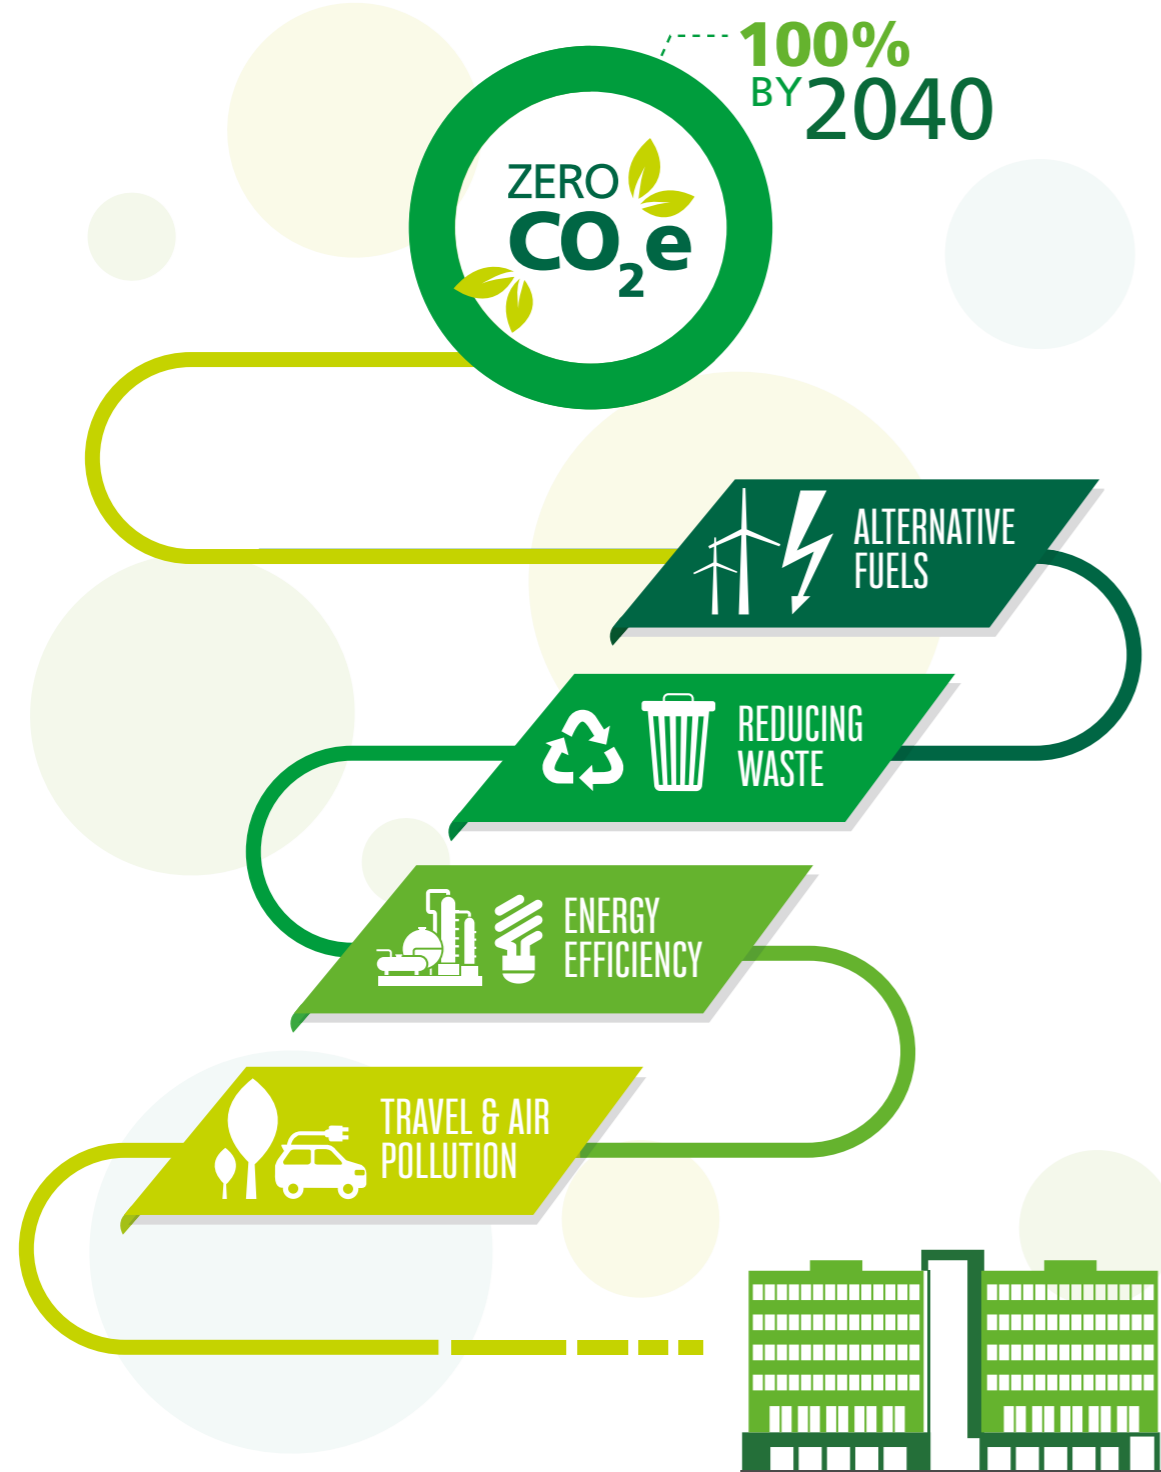 100%
BY 2040
ZERO
CO₂e
ALTERNATIVE
FUELS
REDUCING
WASTE
ENERGY
EFFICIENCY
TRAVEL & AIR
POLLUTION